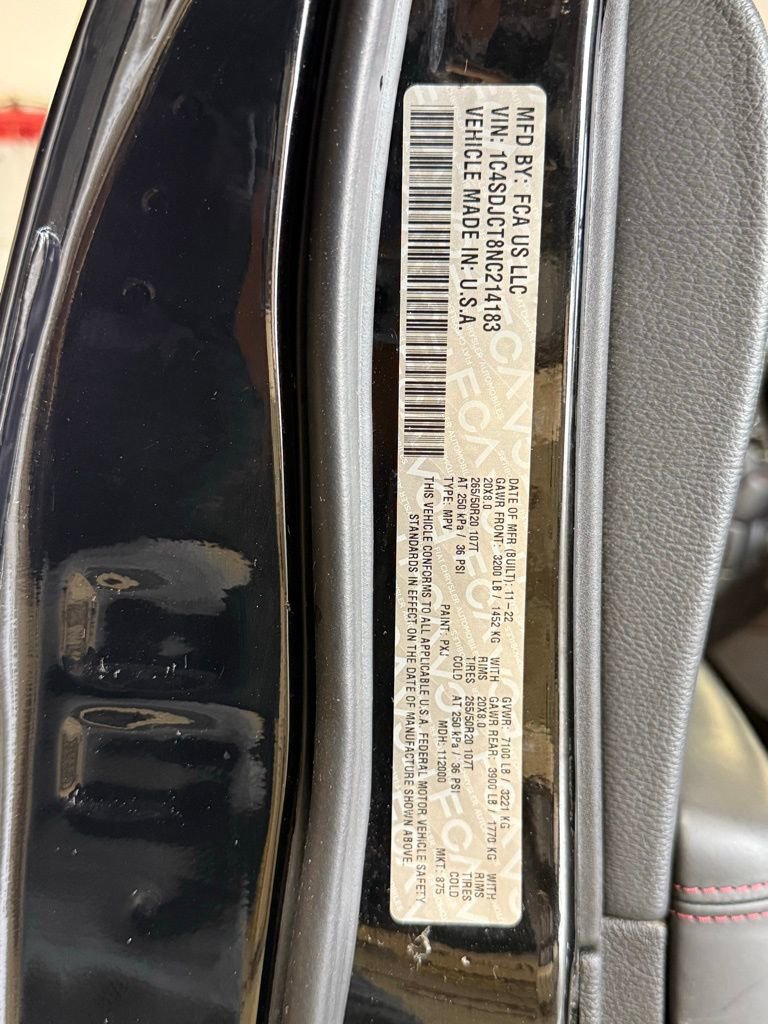 MFD BY: FCA US LLC
VIN: 1C4SDJCT8NC214183
VEHICLE MADE IN: U.S.A.
DATE OF MFR (BUILT): 11-22 GVWR: 7100 LB / 3221 KG
GAWR FRONT: 3200 LB / 1452 KG WITH GAWR REAR: 3900 LB / 1770 KG WITH
20X8.0 RIMS 20X8.0 RIMS
265/50R20 107T TIRES 265/50R20 107T TIRES
AT 250 kPa / 36 PSI COLD AT 250 kPa / 36 PSI COLD
TYPE: MPV PAINT: PXJ MDH: 112000 MKT: 875
THIS VEHICLE CONFORMS TO ALL APPLICABLE U.S.A. FEDERAL MOTOR VEHICLE SAFETY
STANDARDS IN EFFECT ON THE DATE OF MANUFACTURE SHOWN ABOVE.
FCA
FCA
FCA